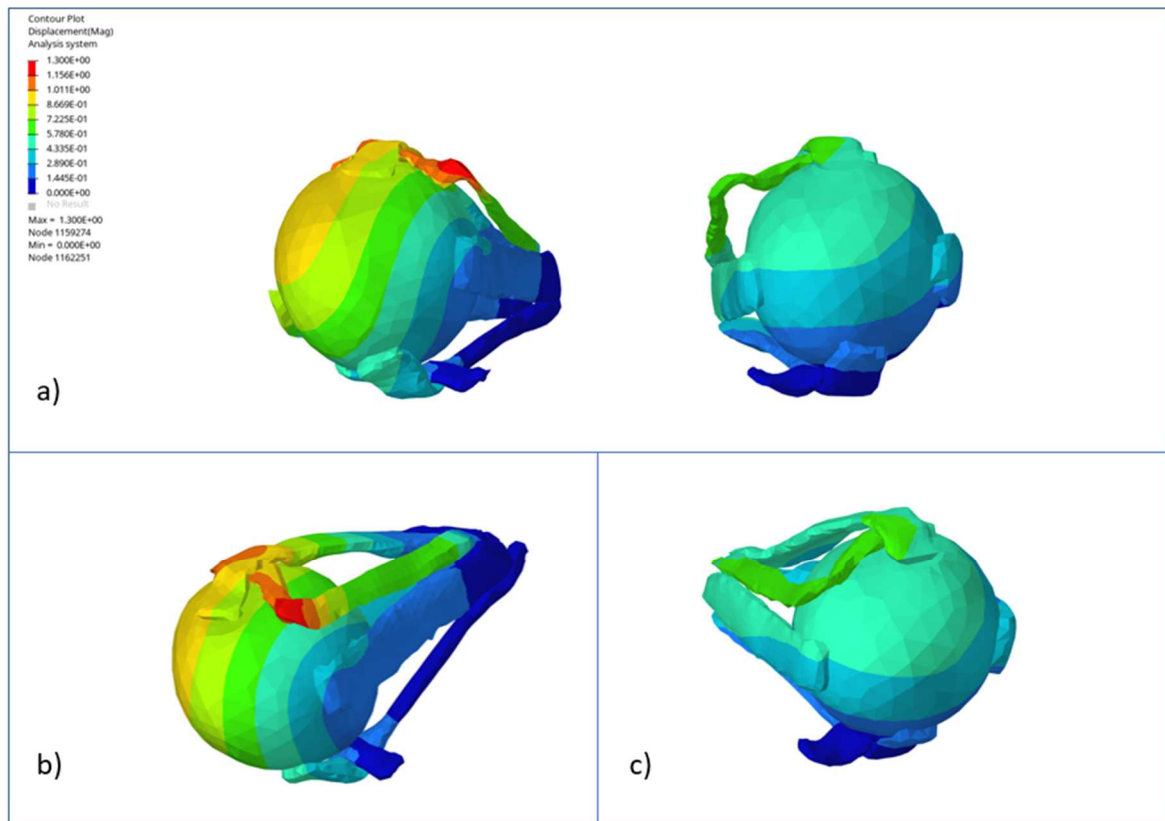 Contour Plot
Displacement(Mag)
Analysis system
1.300E+00
1.156E+00
1.011E+00
8.669E-01
7.225E-01
5.780E-01
4.335E-01
2.890E-01
1.445E-01
0.000E+00
No Result
Max = 1.300E+00
Node 1159274
Min = 0.000E+00
Node 1162251
a)
b)
c)